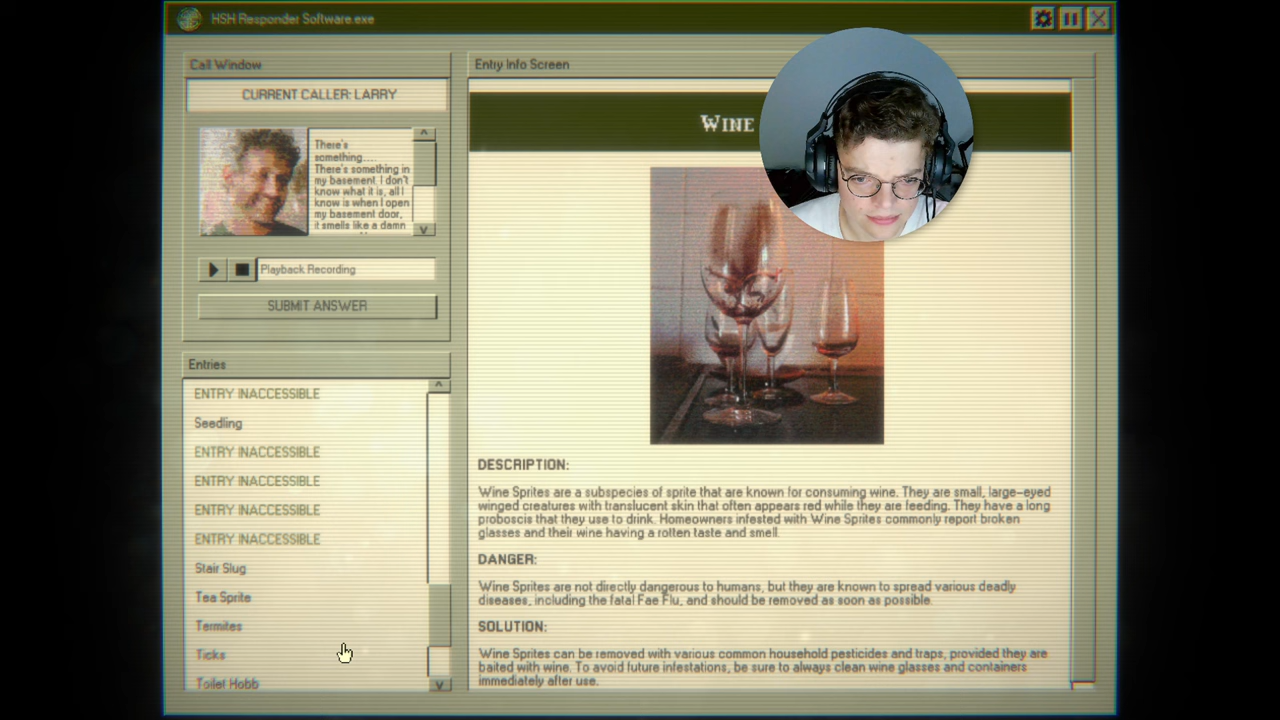 HSH Responder Software.exe
Call Window
CURRENT CALLER: LARRY
There's
something....
There's something in
my basement. I don't
know what it is, all I
know is when I open
my basement door,
it smells like a damn
Playback Recording
SUBMIT ANSWER
Entries
ENTRY INACCESSIBLE
Seedling
ENTRY INACCESSIBLE
ENTRY INACCESSIBLE
ENTRY INACCESSIBLE
ENTRY INACCESSIBLE
Stair Slug
Tea Sprite
Termites
Ticks
Toilet Hobb
Entry Info Screen
WINE
DESCRIPTION:
Wine Sprites are a subspecies of sprite that are known for consuming wine. They are small, large-eyed
winged creatures with translucent skin that often appears red while they are feeding. They have a long
proboscis that they use to drink. Homeowners infested with Wine Sprites commonly report broken
glasses and their wine having a rotten taste and smell.
DANGER:
Wine Sprites are not directly dangerous to humans, but they are known to spread various deadly
diseases, including the fatal Fae Flu, and should be removed as soon as possible.
SOLUTION:
Wine Sprites can be removed with various common household pesticides and traps, provided they are
baited with wine. To avoid future infestations, be sure to always clean wine glasses and containers
immediately after use.